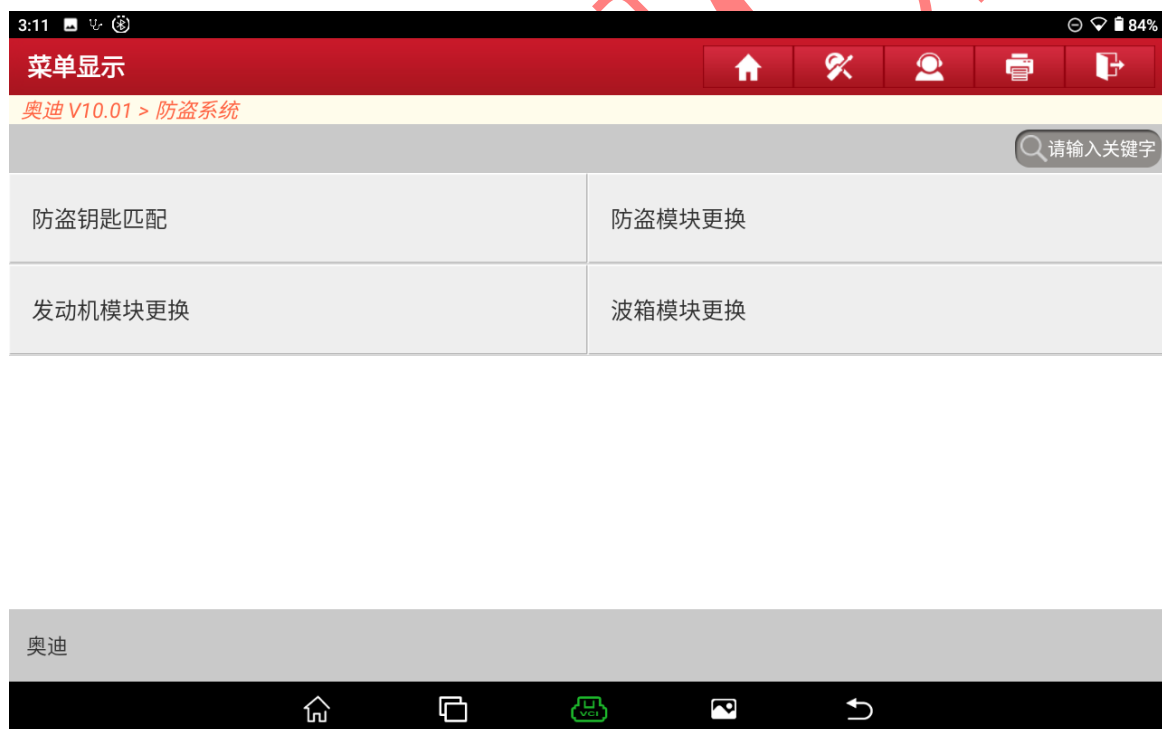 3:11
84%
菜单显示
奥迪 V10.01 > 防盗系统
请输入关键字
防盗钥匙匹配
防盗模块更换
发动机模块更换
波箱模块更换
奥迪
VCI